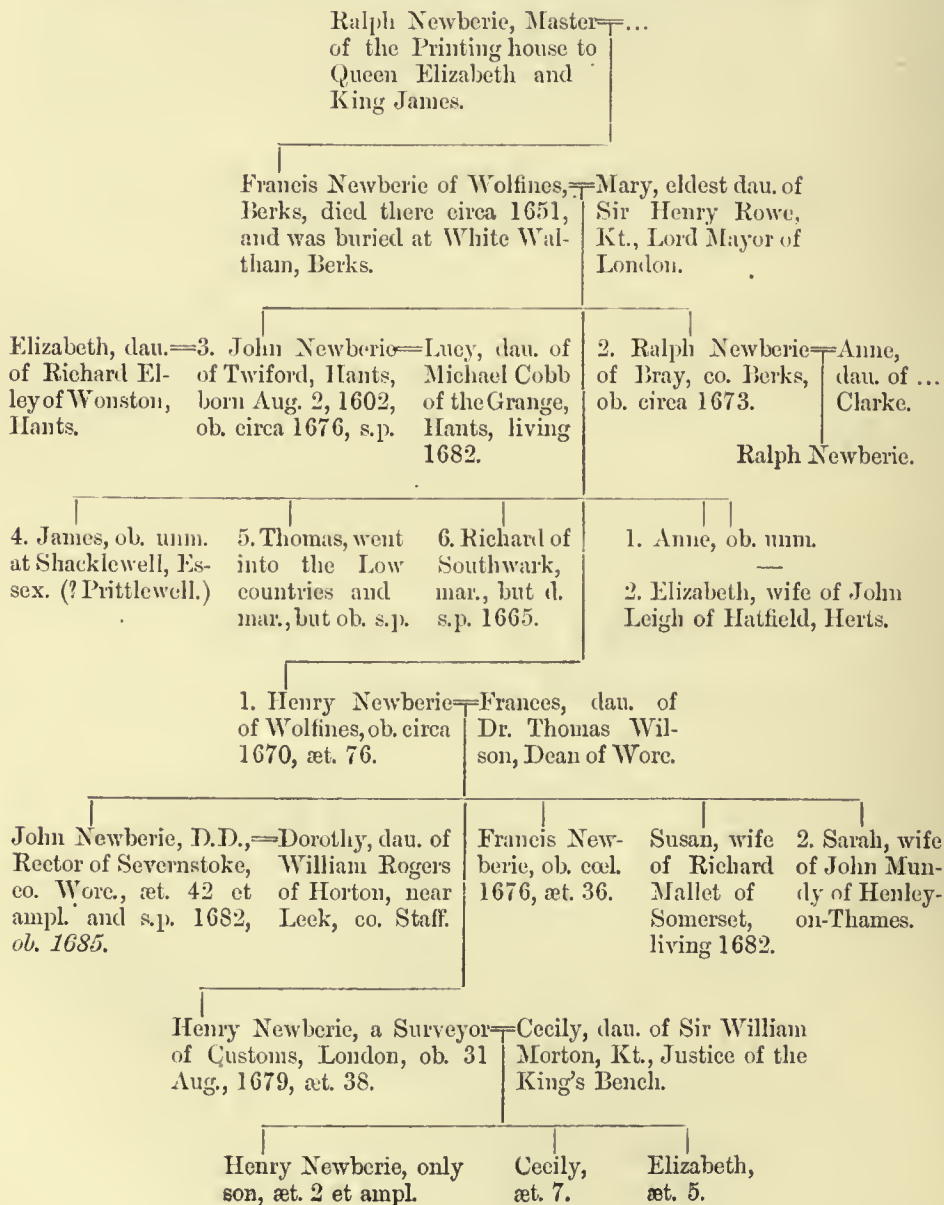 Ralph Newberie, Master=...
of the Printing house to
Queen Elizabeth and
King James.
Francis Newberie of Wolfines,=
Berks, died there circa 1651,
and was buried at White Wal-
tham, Berks.
Mary, eldest dau. of
Sir Henry Rowe,
Kt., Lord Mayor of
London.
Elizabeth, dau.=
of Richard El-
ley of Wonston,
Hants.
3. John Newberie=
of Twiford, Hants,
born Aug. 2, 1602,
ob. circa 1676, s.p.
Lucy, dau. of
Michael Cobb
of the Grange,
Hants, living
1682.
2. Ralph Newberie=
of Bray, co. Berks,
ob. circa 1673.
Anne,
dau. of ...
Clarke.
Ralph Newberie.
4. James, ob. unm.
at Shacklewell, Es-
sex. (? Prittlewell.)
5. Thomas, went
into the Low
countries and
mar., but ob. s.p.
6. Richard of
Southwark,
mar., but d.
s.p. 1665.
1. Anne, ob. unm.
—
2. Elizabeth, wife of John
Leigh of Hatfield, Herts.
1. Henry Newberie=
of Wolfines, ob. circa
1670, æt. 76.
Frances, dau. of
Dr. Thomas Wil-
son, Dean of Worc.
John Newberie, D.D.,=
Rector of Severnstoke,
co. Worc., æt. 42 et
ampl. and s.p. 1682,
ob. 1685.
Dorothy, dau. of
William Rogers
of Horton, near
Leek, co. Staff.
Francis New-
berie, ob. cœl.
1676, æt. 36.
Susan, wife
of Richard
Mallet of
Somerset,
living 1682.
2. Sarah, wife
of John Mun-
dy of Henley-
on-Thames.
Henry Newberie, a Surveyor=
of Customs, London, ob. 31
Aug., 1679, æt. 38.
Cecily, dau. of Sir William
Morton, Kt., Justice of the
King's Bench.
Henry Newberie, only
son, æt. 2 et ampl.
Cecily,
æt. 7.
Elizabeth,
æt. 5.